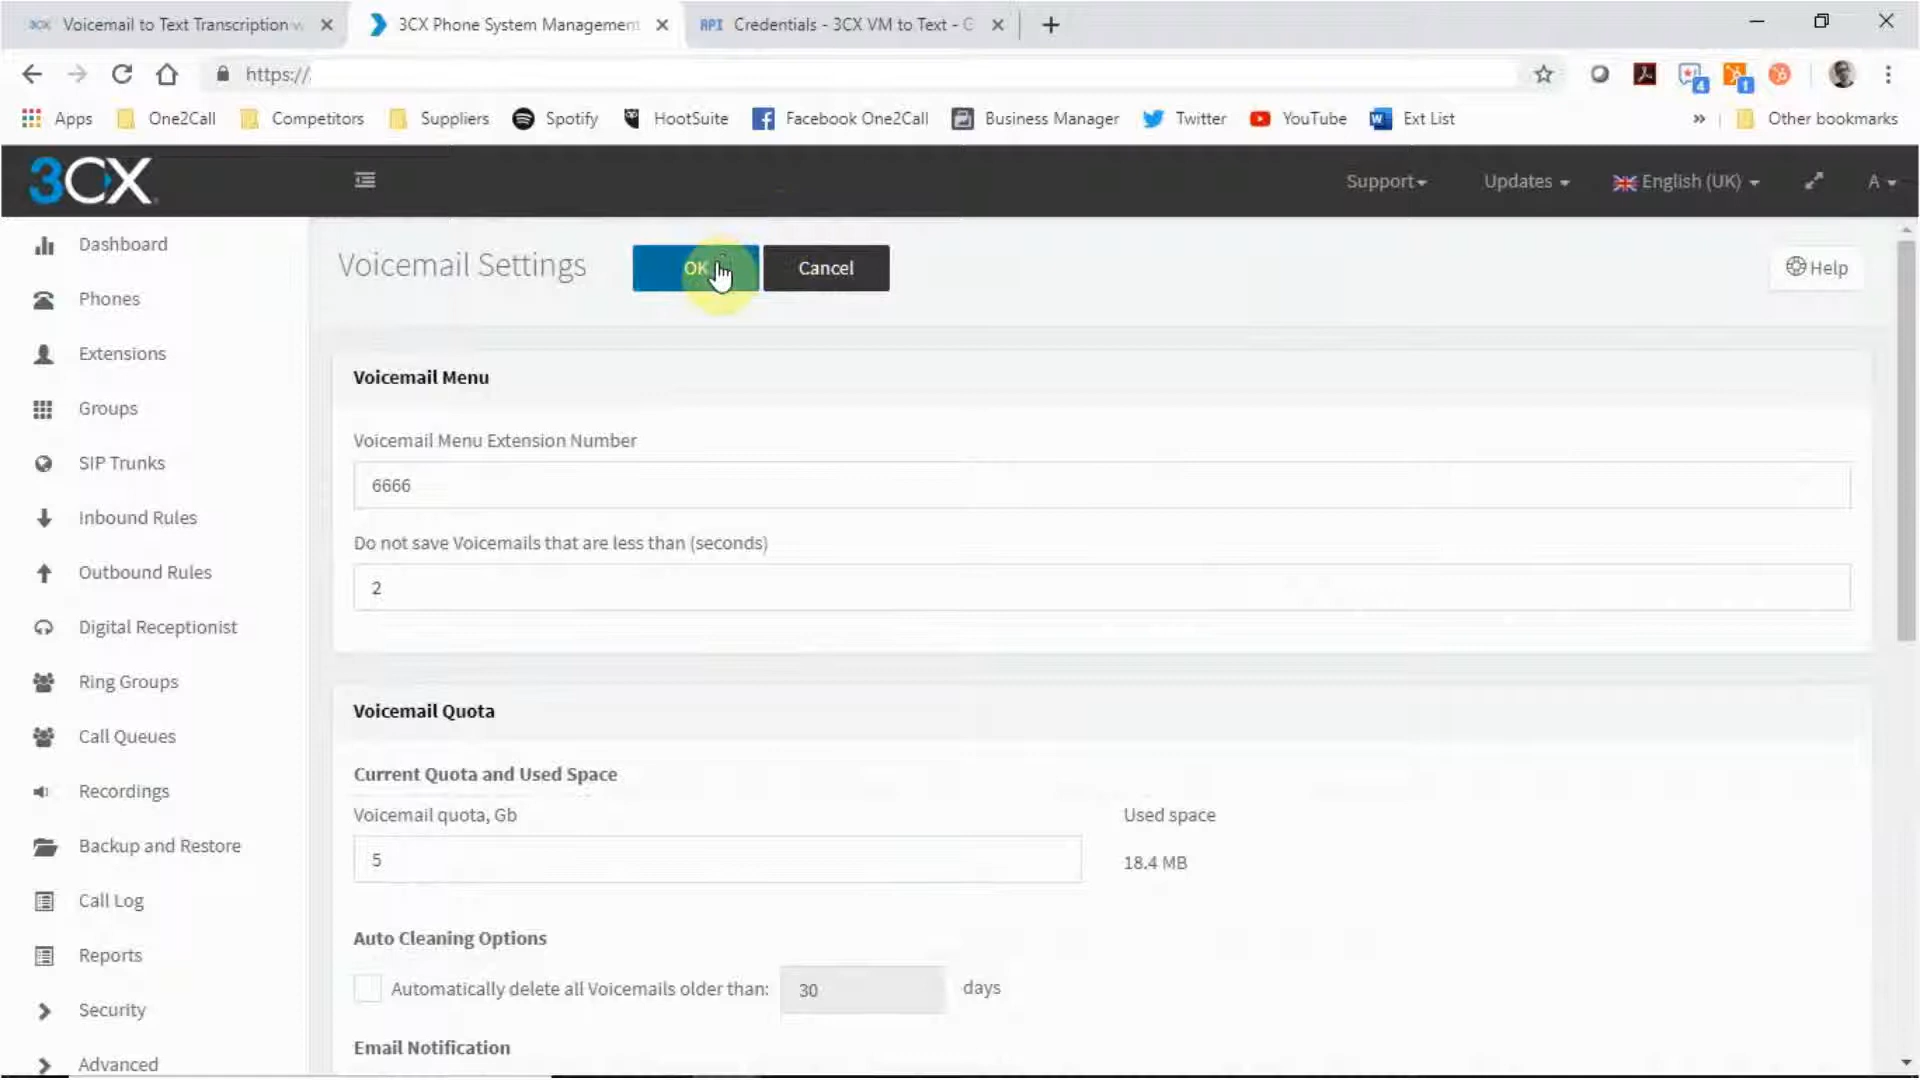 3CX Voicemail to Text Transcription
3CX Phone System Management
API Credentials - 3CX VM to Text -
https://
4
1
Apps One2Call Competitors Suppliers Spotify HootSuite Facebook One2Call Business Manager Twitter YouTube Ext List » Other bookmarks
3CX Support Updates English (UK) A
Voicemail Settings OK Cancel Help
Dashboard
Phones
Extensions
Groups
SIP Trunks
Inbound Rules
Outbound Rules
Digital Receptionist
Ring Groups
Call Queues
Recordings
Backup and Restore
Call Log
Reports
Security
Advanced
Voicemail Menu
Voicemail Menu Extension Number
6666
Do not save Voicemails that are less than (seconds)
2
Voicemail Quota
Current Quota and Used Space
Voicemail quota, Gb Used space
5 18.4 MB
Auto Cleaning Options
Automatically delete all Voicemails older than: 30 days
Email Notification